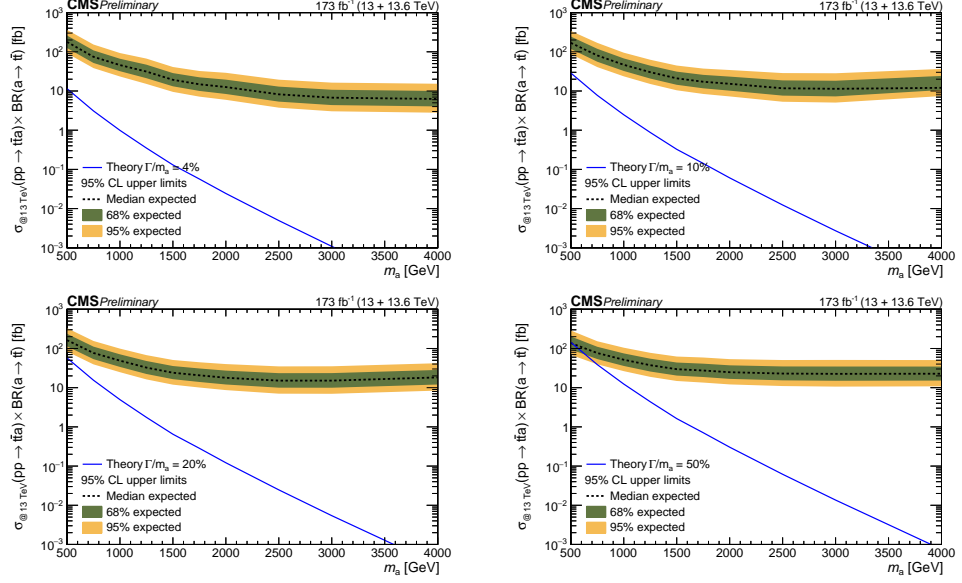 CMS Preliminary 173 fb⁻¹ (13 + 13.6 TeV)
σ@13 TeV(pp → tt̄a) × BR(a → tt̄) [fb]
10³
10²
10
1
10⁻¹
10⁻²
10⁻³
Theory Γ/mₐ = 4%
95% CL upper limits
Median expected
68% expected
95% expected
500 1000 1500 2000 2500 3000 3500 4000
mₐ [GeV]
CMS Preliminary 173 fb⁻¹ (13 + 13.6 TeV)
σ@13 TeV(pp → tt̄a) × BR(a → tt̄) [fb]
10³
10²
10
1
10⁻¹
10⁻²
10⁻³
Theory Γ/mₐ = 10%
95% CL upper limits
Median expected
68% expected
95% expected
500 1000 1500 2000 2500 3000 3500 4000
mₐ [GeV]
CMS Preliminary 173 fb⁻¹ (13 + 13.6 TeV)
σ@13 TeV(pp → tt̄a) × BR(a → tt̄) [fb]
10³
10²
10
1
10⁻¹
10⁻²
10⁻³
Theory Γ/mₐ = 20%
95% CL upper limits
Median expected
68% expected
95% expected
500 1000 1500 2000 2500 3000 3500 4000
mₐ [GeV]
CMS Preliminary 173 fb⁻¹ (13 + 13.6 TeV)
σ@13 TeV(pp → tt̄a) × BR(a → tt̄) [fb]
10³
10²
10
1
10⁻¹
10⁻²
10⁻³
Theory Γ/mₐ = 50%
95% CL upper limits
Median expected
68% expected
95% expected
500 1000 1500 2000 2500 3000 3500 4000
mₐ [GeV]